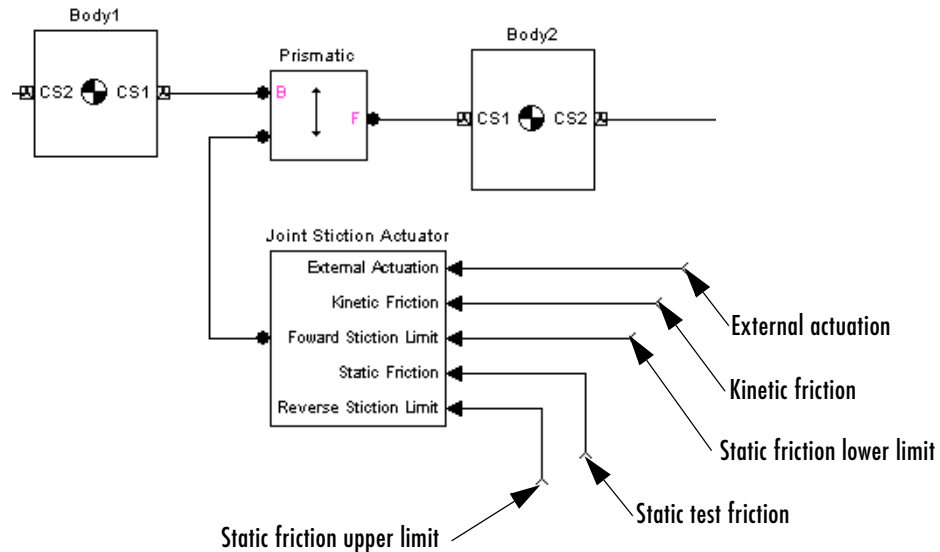 Body1
Prismatic
Body2
CS2 CS1
B
F
CS1 CS2
Joint Stiction Actuator
External Actuation
Kinetic Friction
Foward Stiction Limit
Static Friction
Reverse Stiction Limit
External actuation
Kinetic friction
Static friction lower limit
Static test friction
Static friction upper limit